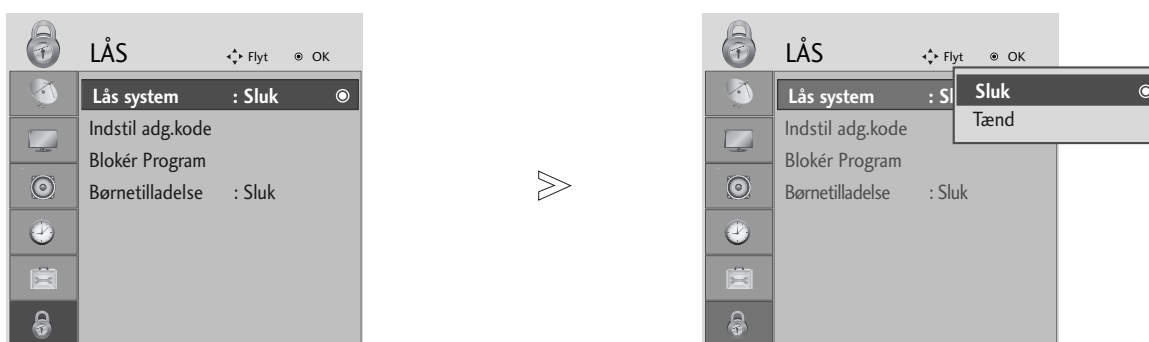 LÅS Flyt OK
Lås system : Sluk
Indstil adg.kode
Blokér Program
Børnetilladelse : Sluk
LÅS Flyt OK
Lås system : Sl
Indstil adg.kode
Blokér Program
Børnetilladelse : Sluk
Sluk
Tænd